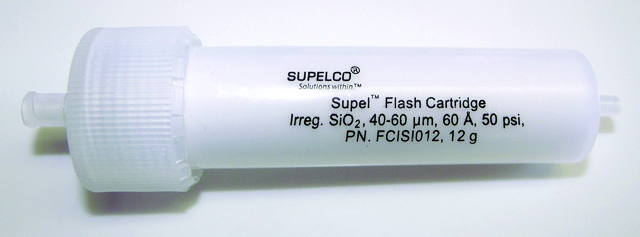 SUPELCO®
Solutions within™
Supel™ Flash Cartridge
Irreg. SiO₂, 40-60 µm, 60 Å, 50 psi,
PN. FCISI012, 12 g